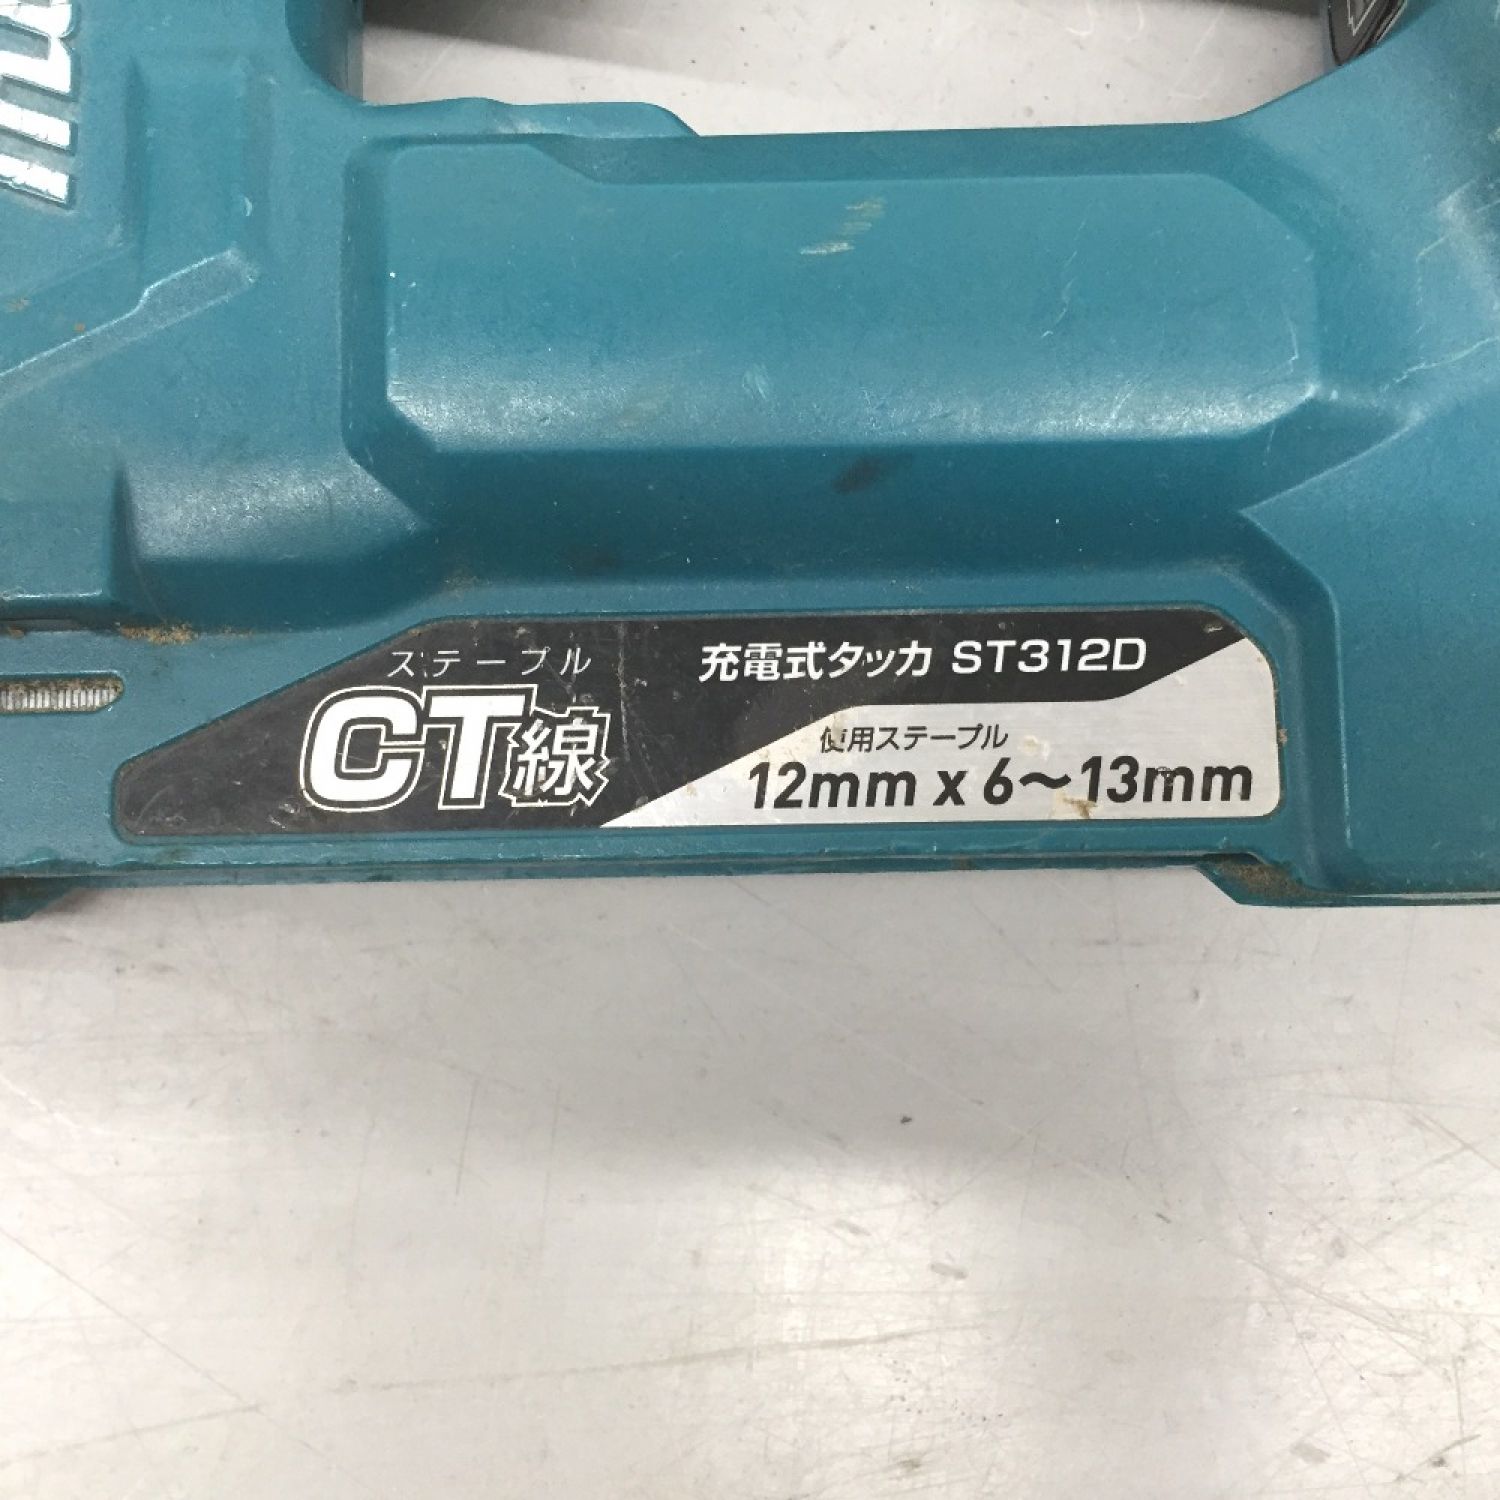 ステープル
CT線
充電式タッカ ST312D
使用ステープル
12mm x 6～13mm